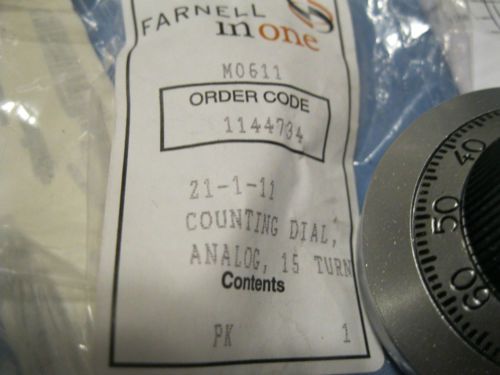 FARNELL
in one
M0611
ORDER CODE
1144734
21-1-11
COUNTING DIAL,
ANALOG, 15 TURN
Contents
PK 1
40
50
60